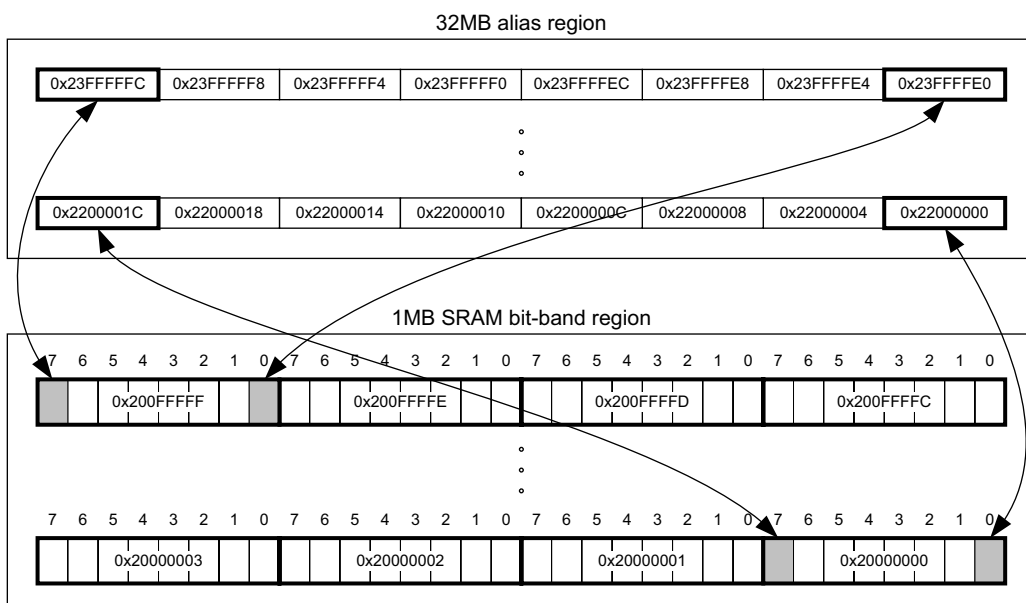 32MB alias region
0x23FFFFFC 0x23FFFFF8 0x23FFFFF4 0x23FFFFF0 0x23FFFFEC 0x23FFFFE8 0x23FFFFE4 0x23FFFFE0
0x2200001C 0x22000018 0x22000014 0x22000010 0x2200000C 0x22000008 0x22000004 0x22000000
1MB SRAM bit-band region
7 6 5 4 3 2 1 0 7 6 5 4 3 2 1 0 7 6 5 4 3 2 1 0 7 6 5 4 3 2 1 0
0x200FFFFF 0x200FFFFE 0x200FFFFD 0x200FFFFC
7 6 5 4 3 2 1 0 7 6 5 4 3 2 1 0 7 6 5 4 3 2 1 0 7 6 5 4 3 2 1 0
0x20000003 0x20000002 0x20000001 0x20000000